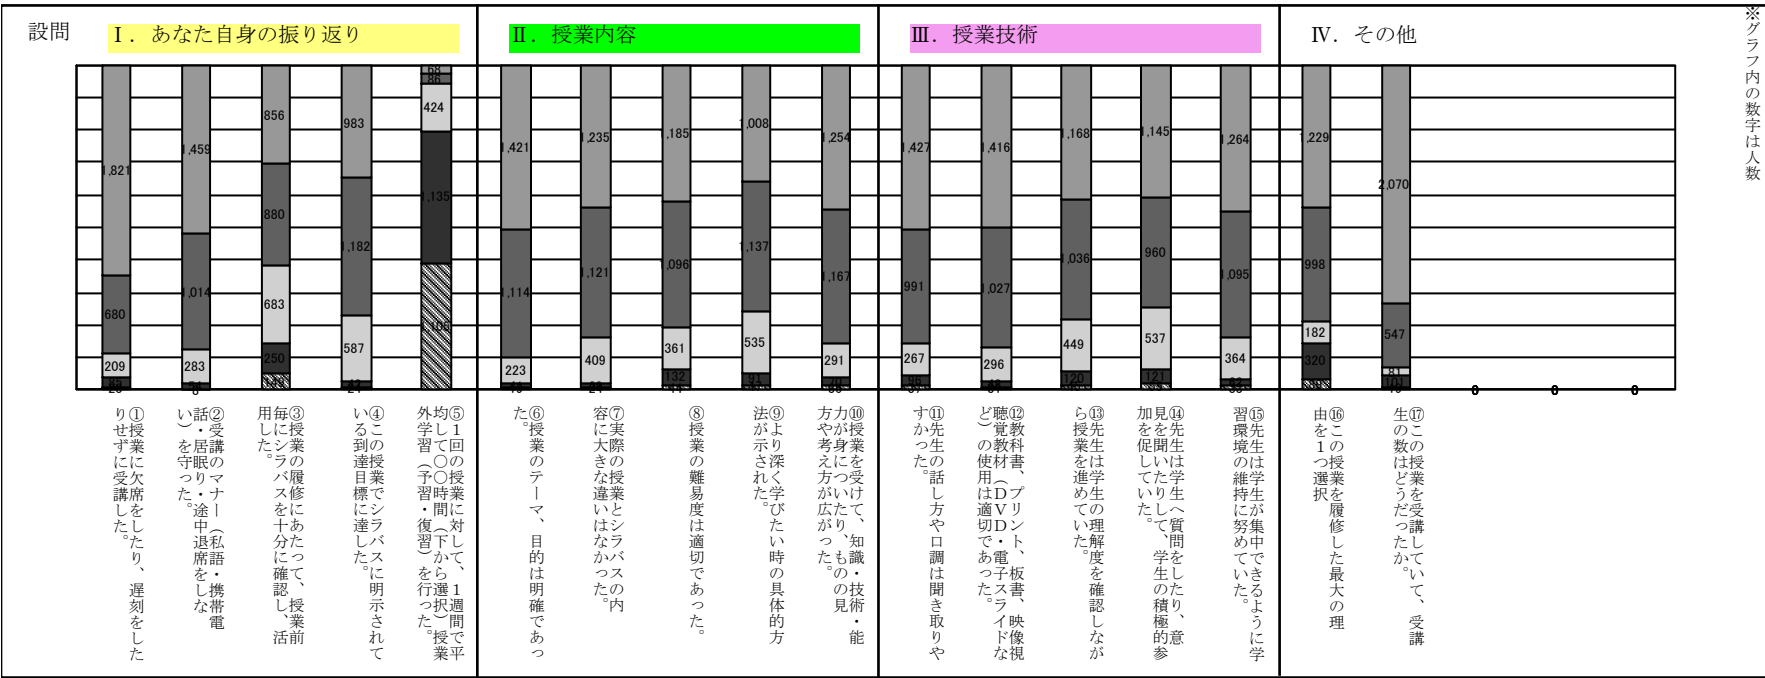 設問
Ⅰ．あなた自身の振り返り
Ⅱ．授業内容
Ⅲ．授業技術
Ⅳ．その他
※グラフ内の数字は人数
1,821
680
209
1,459
1,014
283
856
880
683
250
149
983
1,182
587
68
86
424
1,135
1,105
1,421
1,114
223
1,235
1,121
409
1,185
1,096
361
132
1,008
1,137
535
91
1,254
1,167
291
70
1,427
991
267
96
1,416
1,027
296
1,168
1,036
449
120
1,145
960
537
121
1,264
1,095
364
1,229
998
182
320
2,070
547
81
101
0
0
0
①授業に欠席をしたり、遅刻をした
りせずに受講した。
②受講のマナー（私語・携帯電
話・居眠り・途中退席をしな
い）を守った。
③授業の履修にあたって、授業前
毎にシラバスを十分に確認し、活
用した。
④この授業でシラバスに明示されて
いる到達目標に達した。
⑤１回の授業に対して、１週間で平
均して〇〇時間（下から選択）授業
外学習（予習・復習）を行った。
⑥授業のテーマ、目的は明確であっ
た。
⑦実際の授業とシラバスの内
容に大きな違いはなかった。
⑧授業の難易度は適切であった。
⑨より深く学びたい時の具体的方
法が示された。
⑩授業を受けて、知識・技術・能
力が身についたり、ものの見
方や考え方が広がった。
⑪先生の話し方や口調は聞き取りや
すかった。
⑫教科書、プリント、板書、映像視
聴覚教材（ＤＶＤ・電子スライドな
ど）の使用は適切であった。
⑬先生は学生の理解度を確認しなが
ら授業を進めていた。
⑭先生は学生へ質問をしたり、意
見を聞いたりして、学生の積極的参
加を促していた。
⑮先生は学生が集中できるように学
習環境の維持に努めていた。
⑯この授業を履修した最大の理
由を１つ選択
⑰この授業を受講していて、受講
生の数はどうだったか。